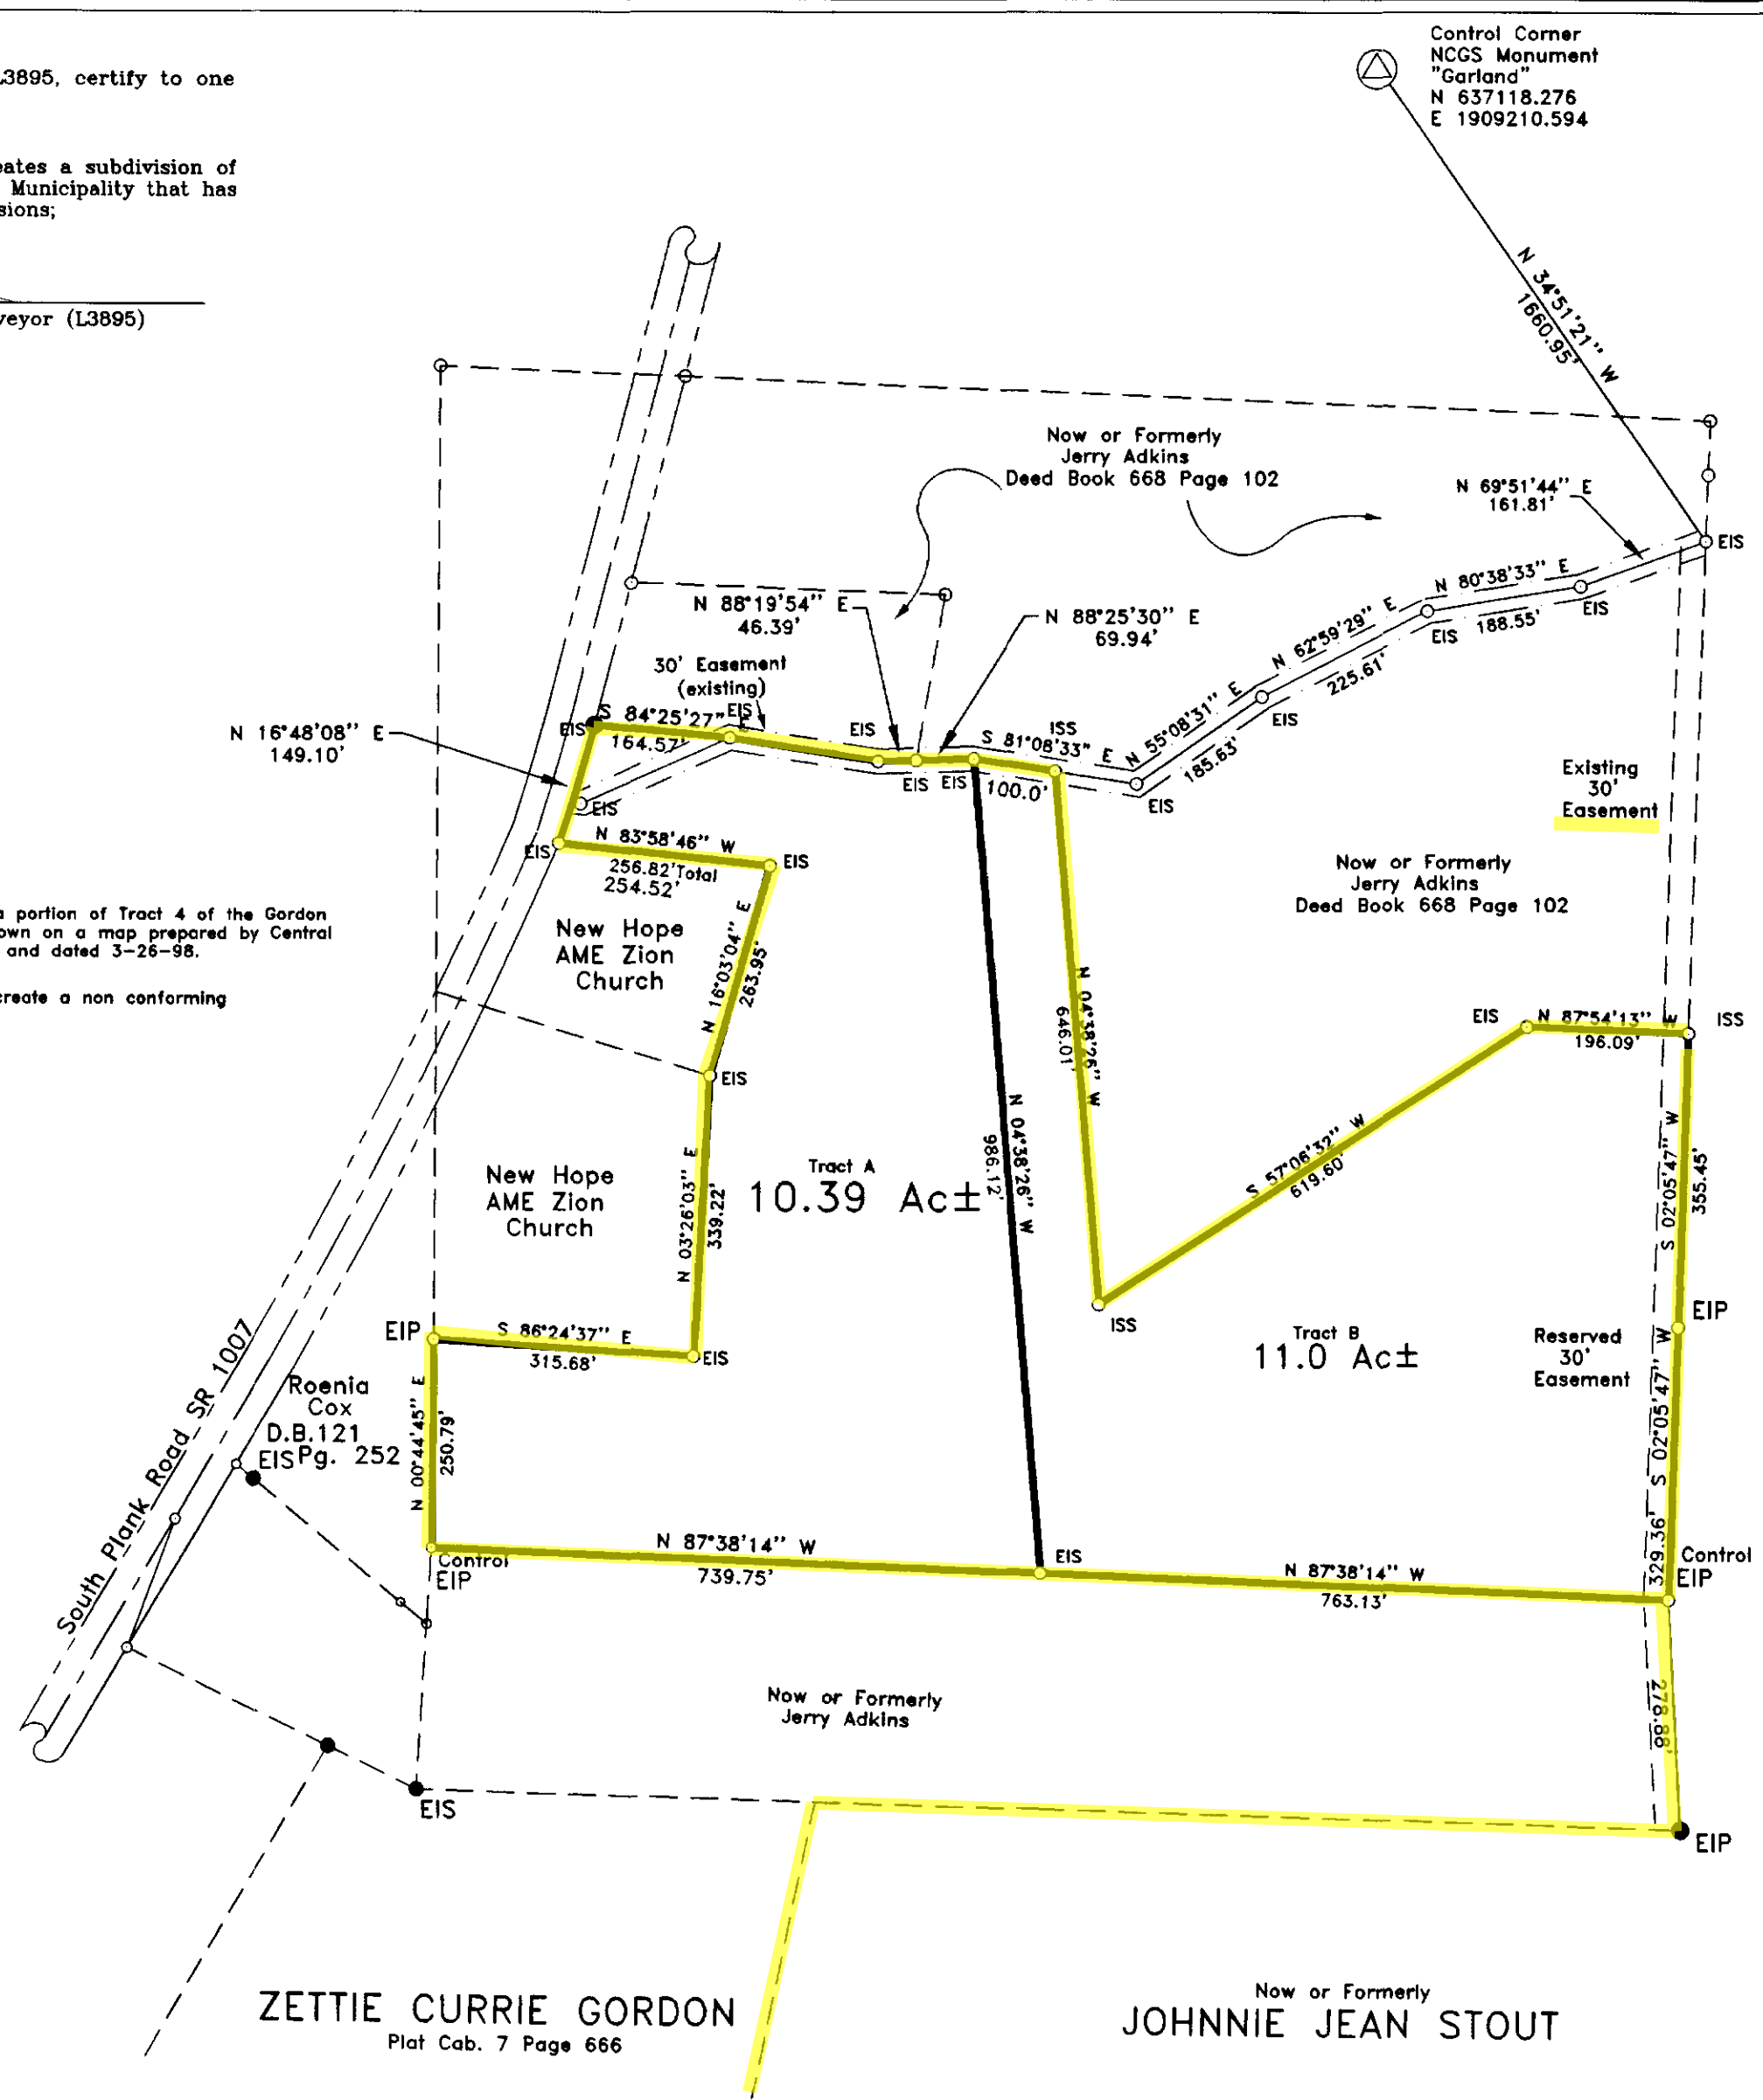 Control Corner
NCGS Monument
"Garland"
N 637118.276
E 1909210.594
L3895, certify to one
eates a subdivision of
Municipality that has
sions;
veyor (L3895)
N 34°51'21" W
1660.95'
Now or Formerly
Jerry Adkins
Deed Book 668 Page 102
N 69°51'44" E
161.81'
EIS
N 80°38'33" E
188.55'
EIS
EIS
N 88°19'54" E
46.39'
N 88°25'30" E
69.94'
N 62°59'29" E
225.61'
30' Easement
(existing)
EIS
S 84°25'27" E
164.57'
EIS
EIS
ISS
N 16°48'08" E
149.10'
S 81°08'33" E
100.0'
N 55°08'31" E
185.63'
EIS
EIS
EIS
EIS
EIS
Existing
30'
Easement
N 83°58'46" W
256.82'Total
254.52'
EIS
EIS
Now or Formerly
Jerry Adkins
Deed Book 668 Page 102
a portion of Tract 4 of the Gordon
own on a map prepared by Central
and dated 3-26-98.
create a non conforming
New Hope
AME Zion
Church
N 16°03'04" E
263.95'
EIS
N 04°38'26" W
646.01'
EIS
N 87°54'13" E
196.09'
ISS
N 04°38'26" W
986.12'
New Hope
AME Zion
Church
N 03°26'03" E
339.22'
Tract A
10.39 Ac±
S 57°06'32" W
619.60'
S 02°05'47" W
355.45'
EIP
EIP
S 86°24'37" E
315.68'
EIS
ISS
Tract B
11.0 Ac±
Reserved
30'
Easement
South Plank Road SR 1007
Roenia
Cox
D.B.121
Pg. 252
EIS
N 00°44'45" E
250.79'
S 02°05'47" W
329.36'
Control
EIP
N 87°38'14" W
739.75'
EIS
N 87°38'14" W
763.13'
Control
EIP
278.88'
Now or Formerly
Jerry Adkins
EIS
EIP
ZETTIE CURRIE GORDON
Plat Cab. 7 Page 666
Now or Formerly
JOHNNIE JEAN STOUT